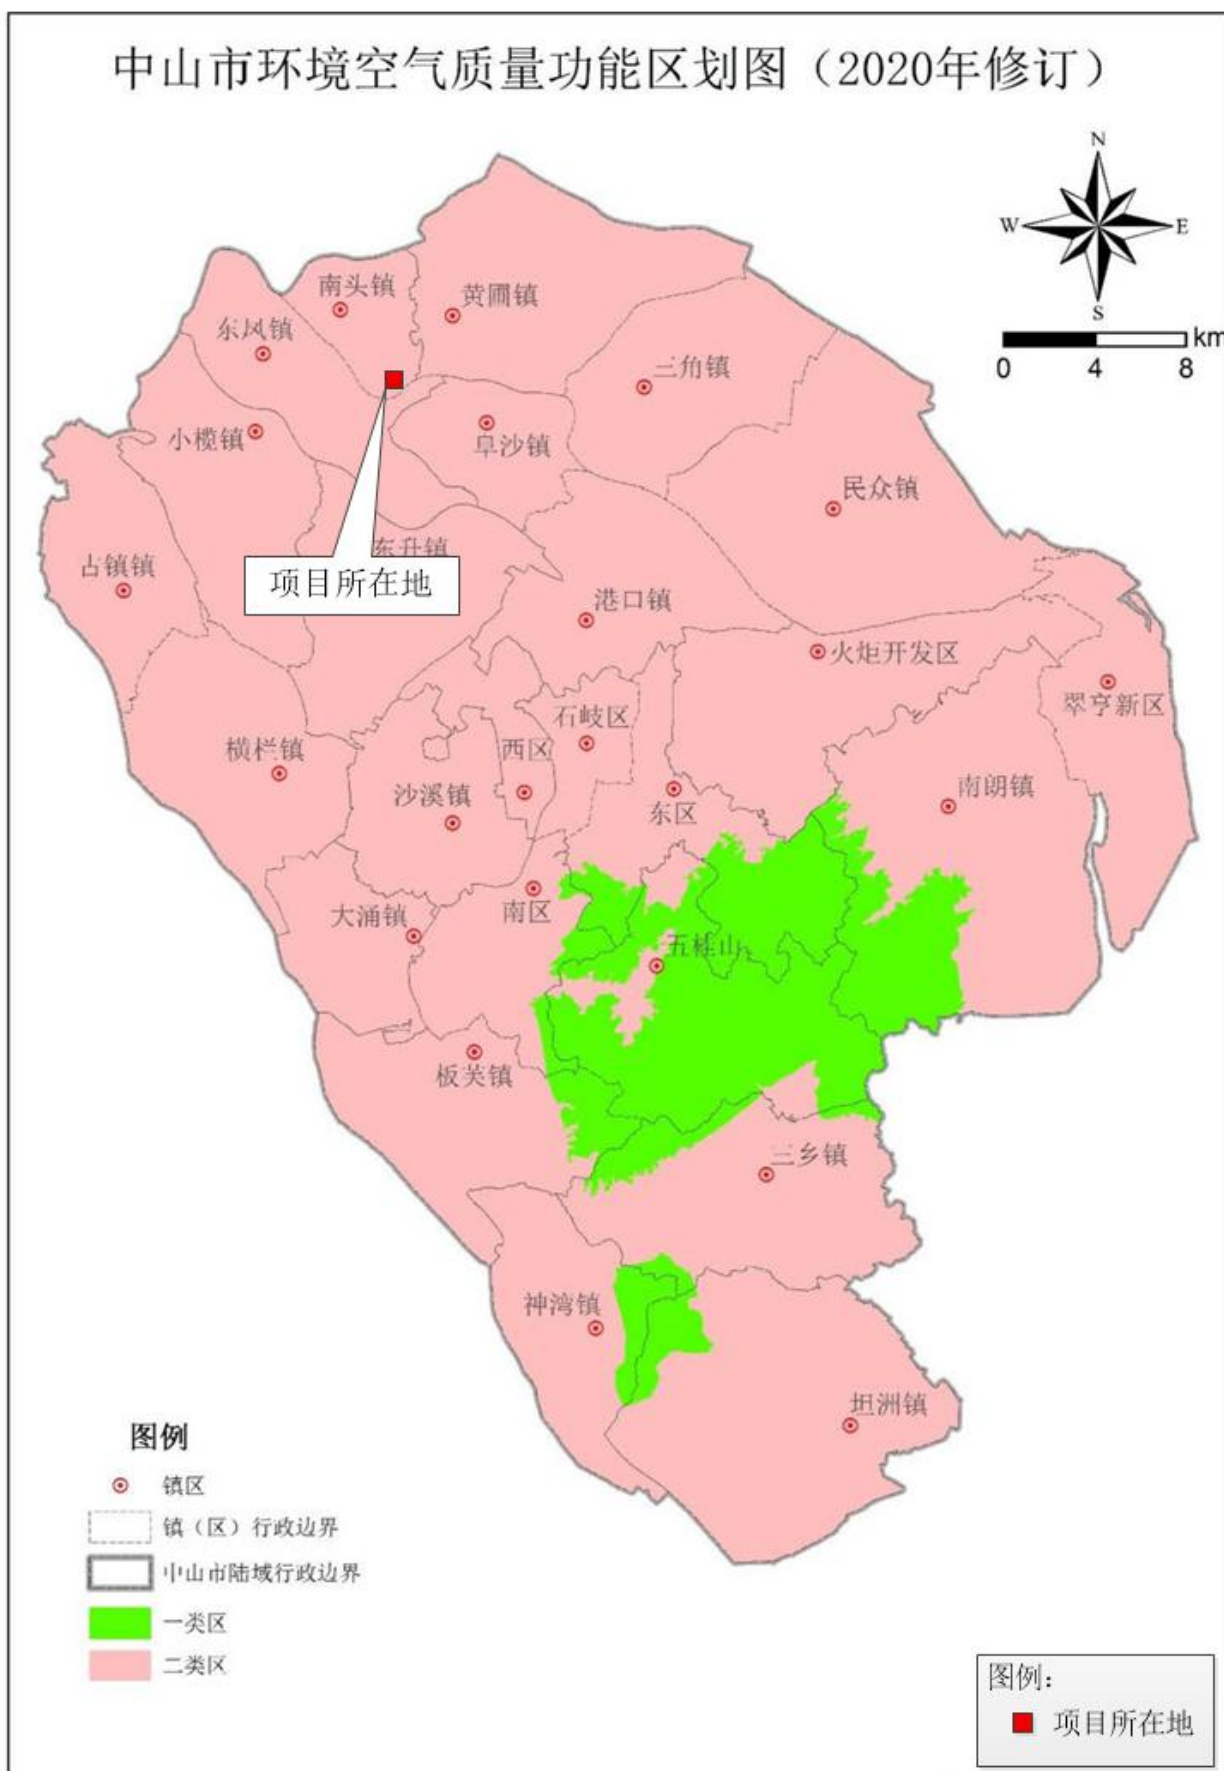 中山市环境空气质量功能区划图（2020年修订）
N
W
E
S
km
0
4
8
南头镇
黄圃镇
东凤镇
三角镇
小榄镇
阜沙镇
民众镇
东升镇
古镇镇
项目所在地
港口镇
火炬开发区
翠亨新区
石岐区
横栏镇
西区
沙溪镇
东区
南朗镇
大涌镇
南区
五桂山
板芙镇
三乡镇
神湾镇
坦洲镇
图例
镇区
镇（区）行政边界
中山市陆域行政边界
一类区
二类区
图例：
项目所在地